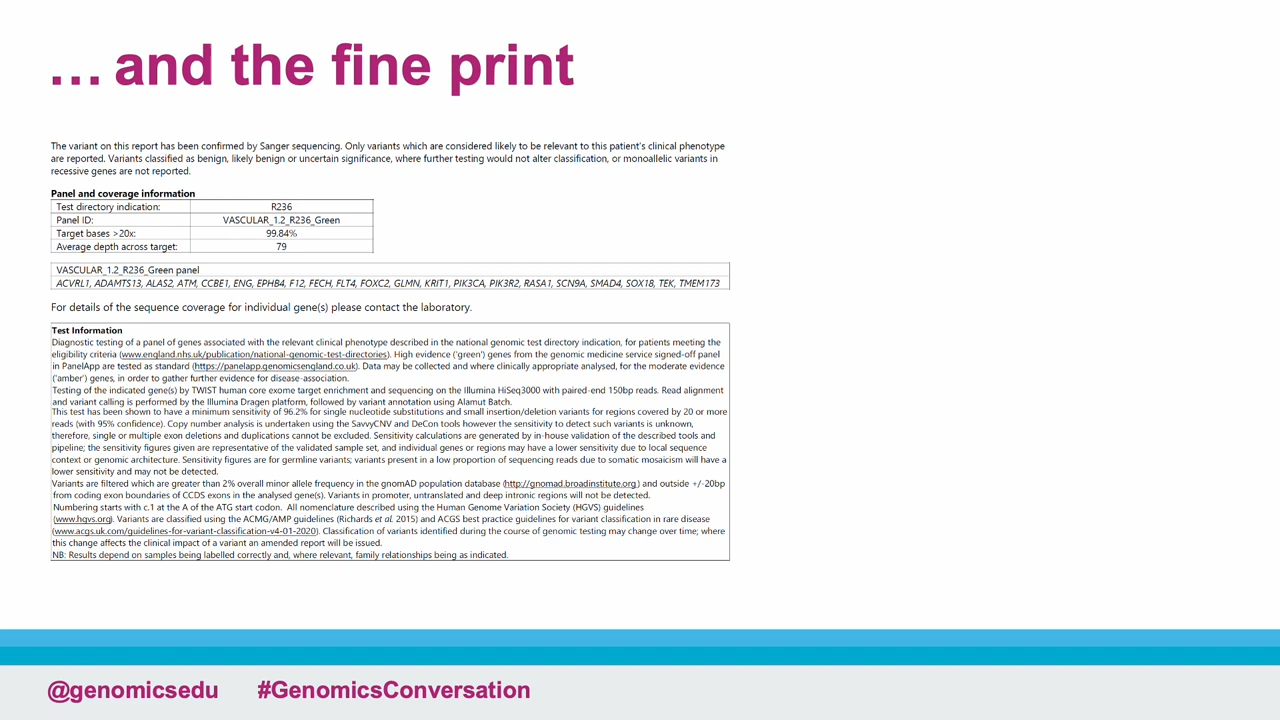 … and the fine print
The variant on this report has been confirmed by Sanger sequencing. Only variants which are considered likely to be relevant to this patient's clinical phenotype
are reported. Variants classified as benign, likely benign or uncertain significance, where further testing would not alter classification, or monoallelic variants in
recessive genes are not reported.
Panel and coverage information
Test directory indication: R236
Panel ID: VASCULAR_1.2_R236_Green
Target bases >20x: 99.84%
Average depth across target: 79
VASCULAR_1.2_R236_Green panel
ACVRL1, ADAMTS13, ALAS2, ATM, CCBE1, ENG, EPHB4, F12, FECH, FLT4, FOXC2, GLMN, KRIT1, PIK3CA, PIK3R2, RASA1, SCN9A, SMAD4, SOX18, TEK, TMEM173
For details of the sequence coverage for individual gene(s) please contact the laboratory.
Test Information
Diagnostic testing of a panel of genes associated with the relevant clinical phenotype described in the national genomic test directory indication, for patients meeting the
eligibility criteria (www.england.nhs.uk/publication/national-genomic-test-directories). High evidence ('green') genes from the genomic medicine service signed-off panel
in PanelApp are tested as standard (https://panelapp.genomicsengland.co.uk). Data may be collected and where clinically appropriate analysed, for the moderate evidence
('amber') genes, in order to gather further evidence for disease-association.
Testing of the indicated gene(s) by TWIST human core exome target enrichment and sequencing on the Illumina HiSeq3000 with paired-end 150bp reads. Read alignment
and variant calling is performed by the Illumina Dragen platform, followed by variant annotation using Alamut Batch.
This test has been shown to have a minimum sensitivity of 96.2% for single nucleotide substitutions and small insertion/deletion variants for regions covered by 20 or more
reads (with 95% confidence). Copy number analysis is undertaken using the SavvyCNV and DeCon tools however the sensitivity to detect such variants is unknown,
therefore, single or multiple exon deletions and duplications cannot be excluded. Sensitivity calculations are generated by in-house validation of the described tools and
pipeline; the sensitivity figures given are representative of the validated sample set, and individual genes or regions may have a lower sensitivity due to local sequence
context or genomic architecture. Sensitivity figures are for germline variants; variants present in a low proportion of sequencing reads due to somatic mosaicism will have a
lower sensitivity and may not be detected.
Variants are filtered which are greater than 2% overall minor allele frequency in the gnomAD population database (http://gnomad.broadinstitute.org) and outside +/-20bp
from coding exon boundaries of CCDS exons in the analysed gene(s). Variants in promoter, untranslated and deep intronic regions will not be detected.
Numbering starts with c.1 at the A of the ATG start codon. All nomenclature described using the Human Genome Variation Society (HGVS) guidelines
(www.hgvs.org). Variants are classified using the ACMG/AMP guidelines (Richards et al. 2015) and ACGS best practice guidelines for variant classification in rare disease
(www.acgs.uk.com/guidelines-for-variant-classification-v4-01-2020). Classification of variants identified during the course of genomic testing may change over time; where
this change affects the clinical impact of a variant an amended report will be issued.
NB: Results depend on samples being labelled correctly and, where relevant, family relationships being as indicated.
@genomicsedu #GenomicsConversation